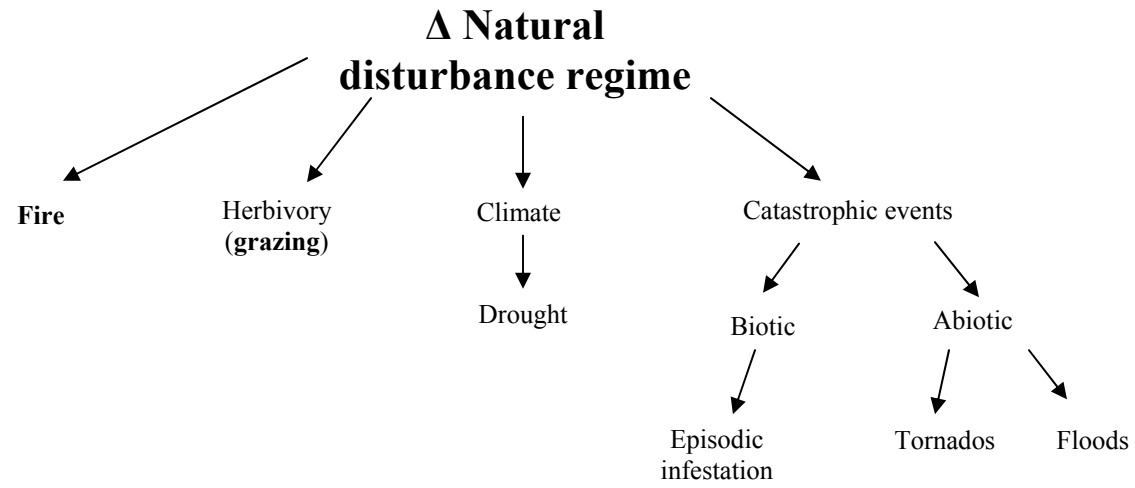 Δ Natural
disturbance regime
Fire
Herbivory
(grazing)
Climate
Catastrophic events
Drought
Biotic
Abiotic
Episodic
infestation
Tornados
Floods